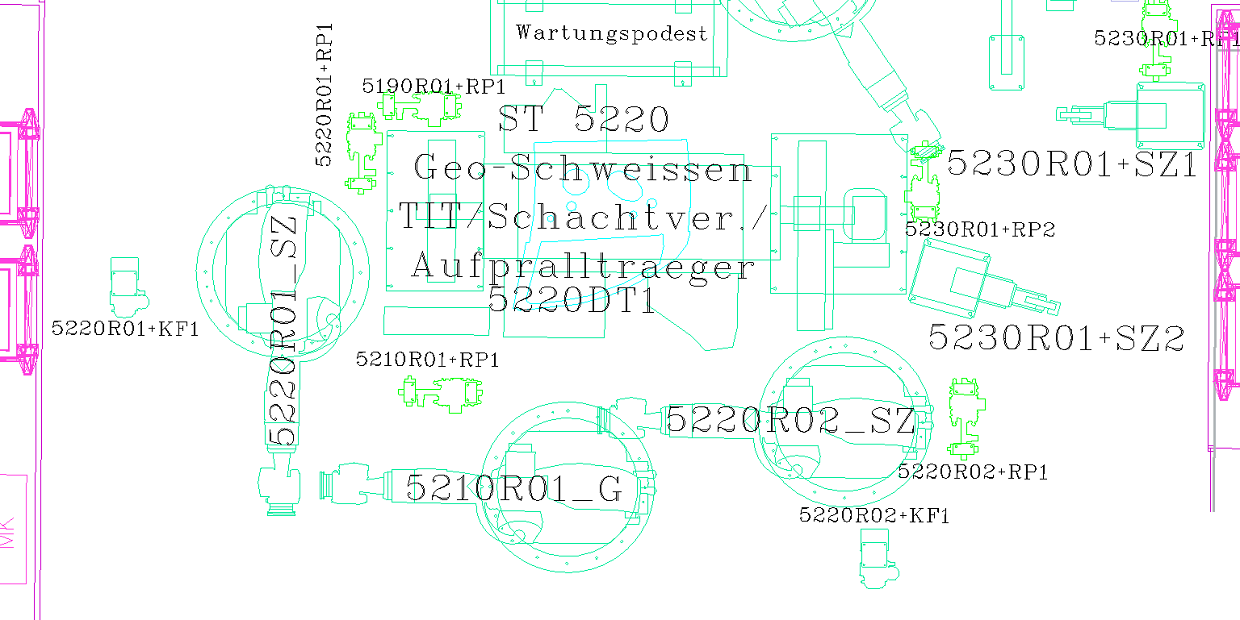 Wartungspodest
5230R01+RP1
5190R01+RP1
5220R01+RP1
ST 5220
Geo-Schweissen
TIT/Schachtver./
Aufpralltraeger
5220DT1
5230R01+SZ1
5230R01+RP2
5220R01_SZ
5220R01+KF1
5230R01+SZ2
5210R01+RP1
5220R02_SZ
5210R01_G
5220R02+RP1
5220R02+KF1
MK